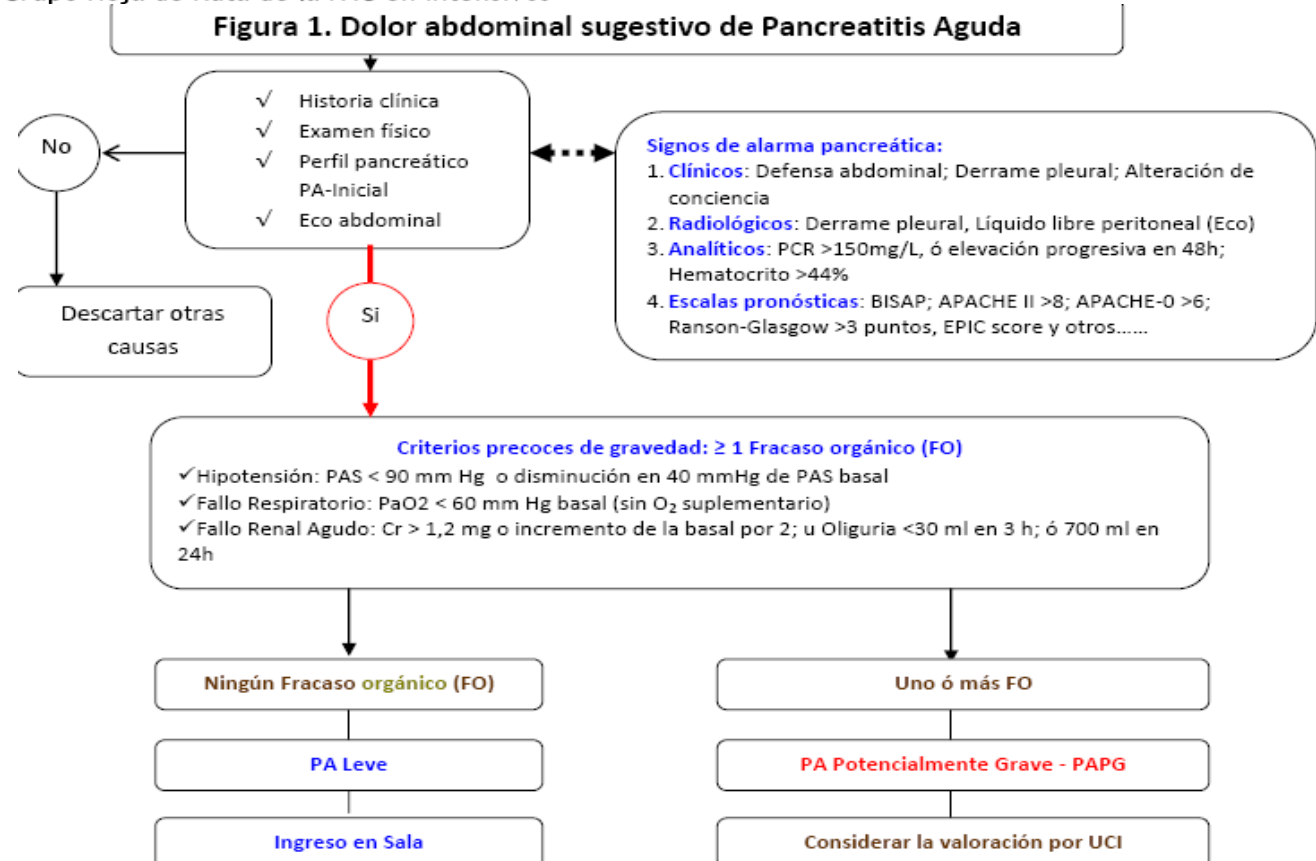 Figura 1. Dolor abdominal sugestivo de Pancreatitis Aguda
√ Historia clínica
√ Examen físico
√ Perfil pancreático
PA-Inicial
√ Eco abdominal
No
Descartar otras
causas
Si
Signos de alarma pancreática:
1. Clínicos: Defensa abdominal; Derrame pleural; Alteración de
conciencia
2. Radiológicos: Derrame pleural, Líquido libre peritoneal (Eco)
3. Analíticos: PCR >150mg/L, ó elevación progresiva en 48h;
Hematocrito >44%
4. Escalas pronósticas: BISAP; APACHE II >8; APACHE-0 >6;
Ranson-Glasgow >3 puntos, EPIC score y otros......
Criterios precoces de gravedad: ≥ 1 Fracaso orgánico (FO)
✓Hipotensión: PAS < 90 mm Hg o disminución en 40 mmHg de PAS basal
✓Fallo Respiratorio: PaO2 < 60 mm Hg basal (sin O₂ suplementario)
✓Fallo Renal Agudo: Cr > 1,2 mg o incremento de la basal por 2; u Oliguria <30 ml en 3 h; ó 700 ml en
24h
Ningún Fracaso orgánico (FO)
PA Leve
Ingreso en Sala
Uno ó más FO
PA Potencialmente Grave - PAPG
Considerar la valoración por UCI